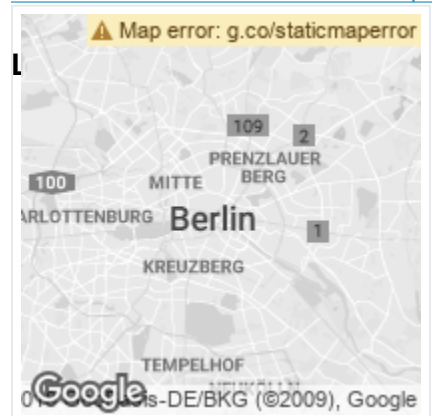 Map error: g.co/staticmaperror
L
109
2
PRENZLAUER
BERG
100
MITTE
ARLOTTENBURG
Berlin
1
KREUZBERG
TEMPELHOF
Google
-DE/BKG (©2009), Google